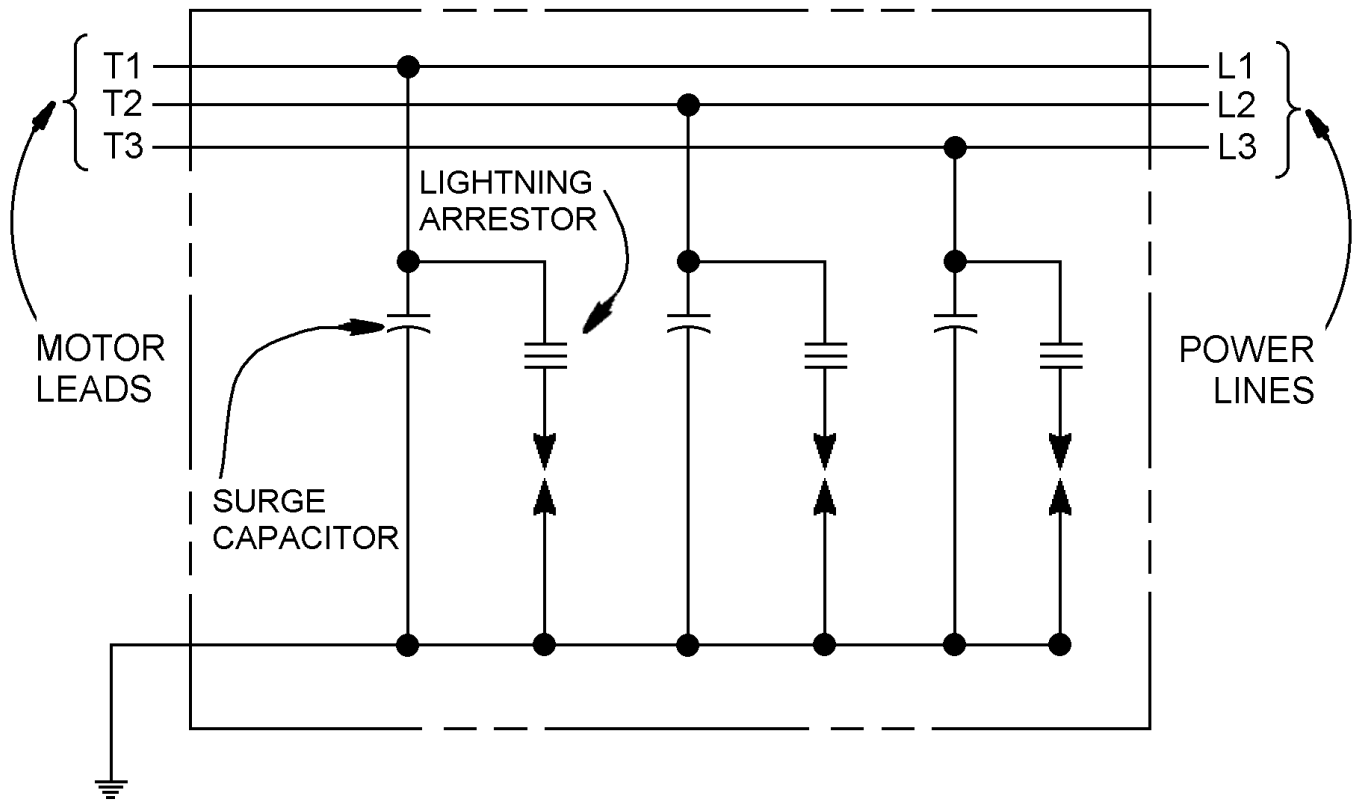 T1
T2
T3
L1
L2
L3
LIGHTNING
ARRESTOR
MOTOR
LEADS
POWER
LINES
SURGE
CAPACITOR